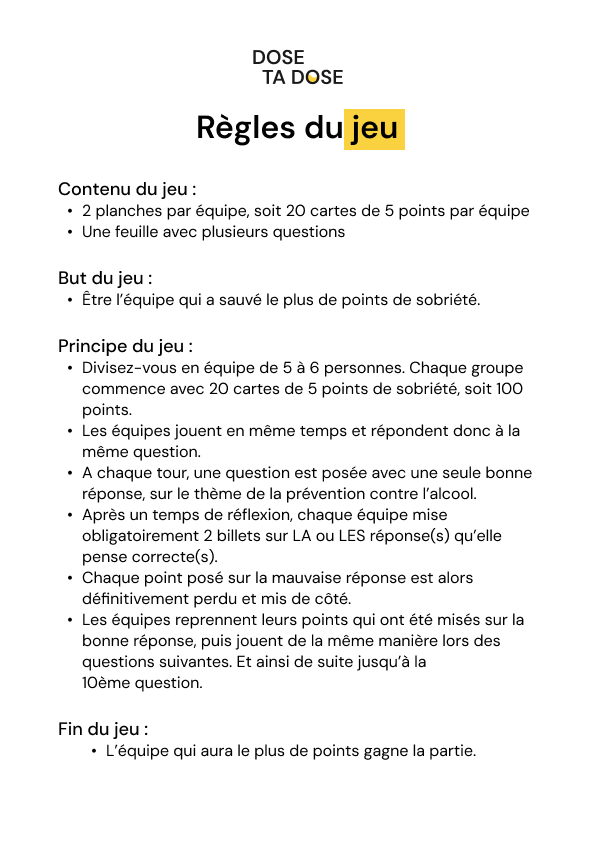 DOSE
TA DOSE
Règles du jeu
Contenu du jeu :
• 2 planches par équipe, soit 20 cartes de 5 points par équipe
• Une feuille avec plusieurs questions
But du jeu :
• Être l'équipe qui a sauvé le plus de points de sobriété.
Principe du jeu :
• Divisez-vous en équipe de 5 à 6 personnes. Chaque groupe
commence avec 20 cartes de 5 points de sobriété, soit 100
points.
• Les équipes jouent en même temps et répondent donc à la
même question.
• A chaque tour, une question est posée avec une seule bonne
réponse, sur le thème de la prévention contre l'alcool.
• Après un temps de réflexion, chaque équipe mise
obligatoirement 2 billets sur LA ou LES réponse(s) qu'elle
pense correcte(s).
• Chaque point posé sur la mauvaise réponse est alors
définitivement perdu et mis de côté.
• Les équipes reprennent leurs points qui ont été misés sur la
bonne réponse, puis jouent de la même manière lors des
questions suivantes. Et ainsi de suite jusqu'à la
10ème question.
Fin du jeu :
• L'équipe qui aura le plus de points gagne la partie.